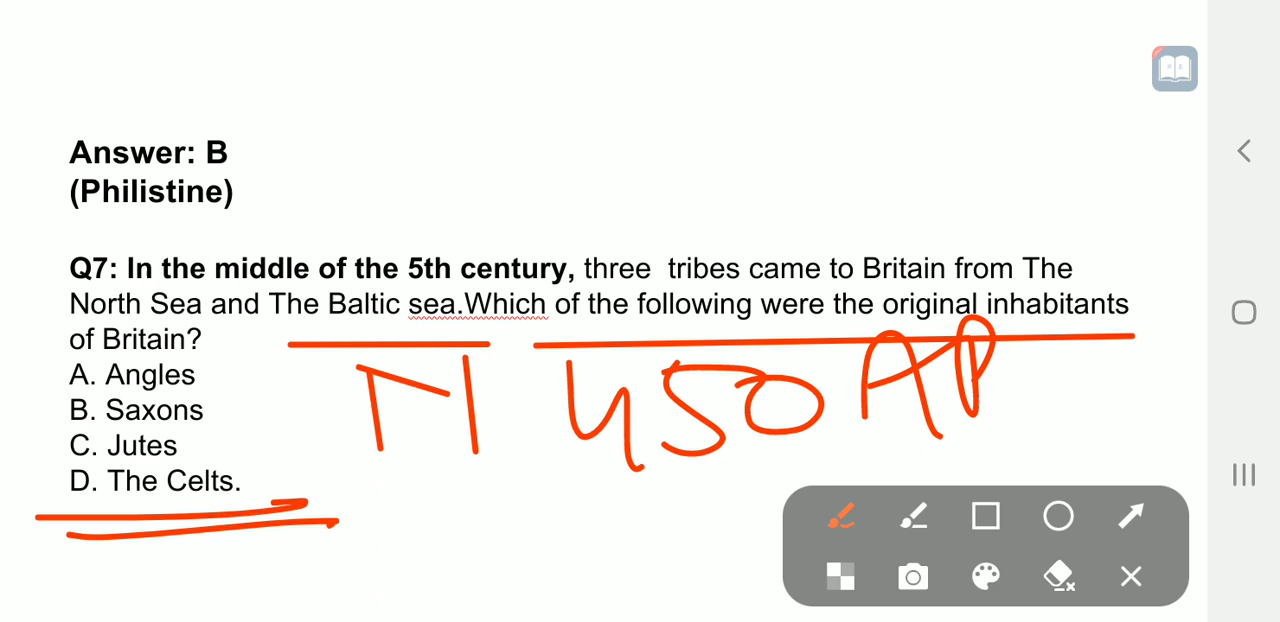 Answer: B
(Philistine)
Q7: In the middle of the 5th century, three tribes came to Britain from The
North Sea and The Baltic sea.Which of the following were the original inhabitants
of Britain?
A. Angles
B. Saxons
C. Jutes
D. The Celts.
450 AD